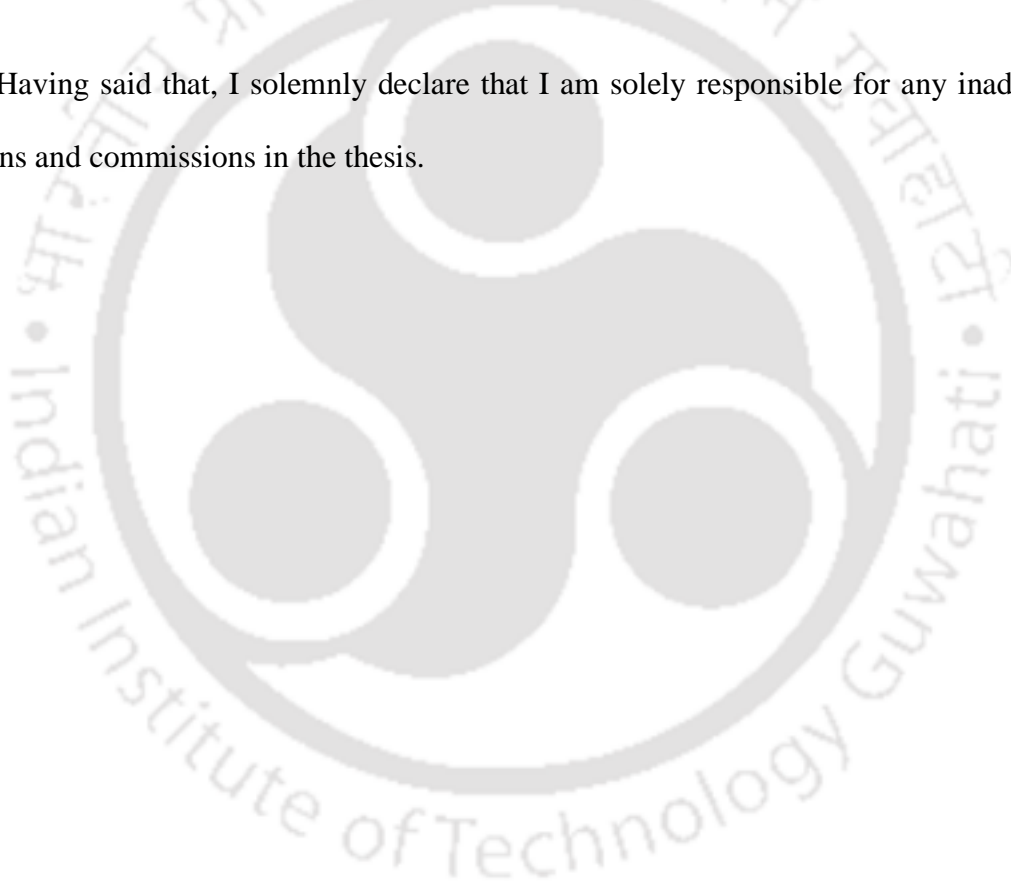 Having said that, I solemnly declare that I am solely responsible for any inad
ns and commissions in the thesis.
भारतीय
गुवाहाटी
• Indian Institute of Technology Guwahati •